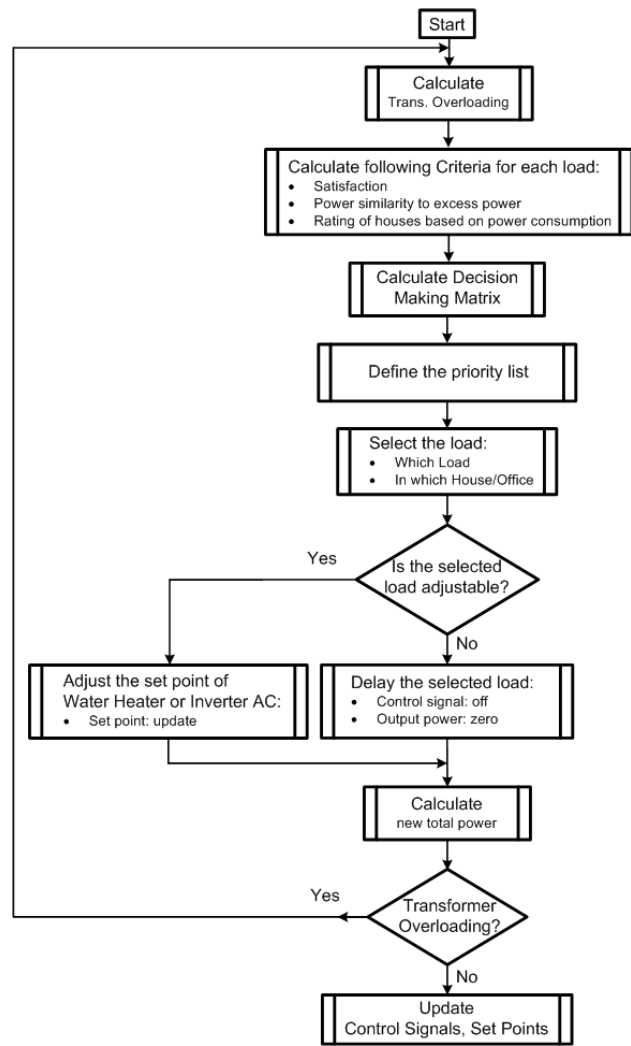 Start
Calculate
Trans. Overloading
Calculate following Criteria for each load:
• Satisfaction
• Power similarity to excess power
• Rating of houses based on power consumption
Calculate Decision
Making Matrix
Define the priority list
Select the load:
• Which Load
• In which House/Office
Is the selected
load adjustable?
Yes
No
Adjust the set point of
Water Heater or Inverter AC:
• Set point: update
Delay the selected load:
• Control signal: off
• Output power: zero
Calculate
new total power
Transformer
Overloading?
Yes
No
Update
Control Signals, Set Points